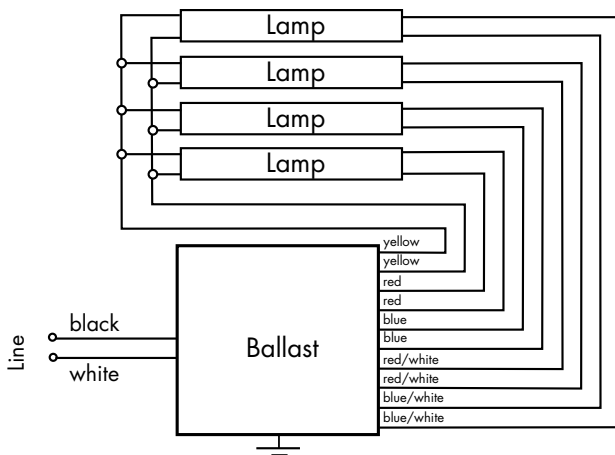 Lamp
Lamp
Lamp
Lamp
yellow
yellow
red
red
blue
blue
red/white
red/white
blue/white
blue/white
Line
black
white
Ballast